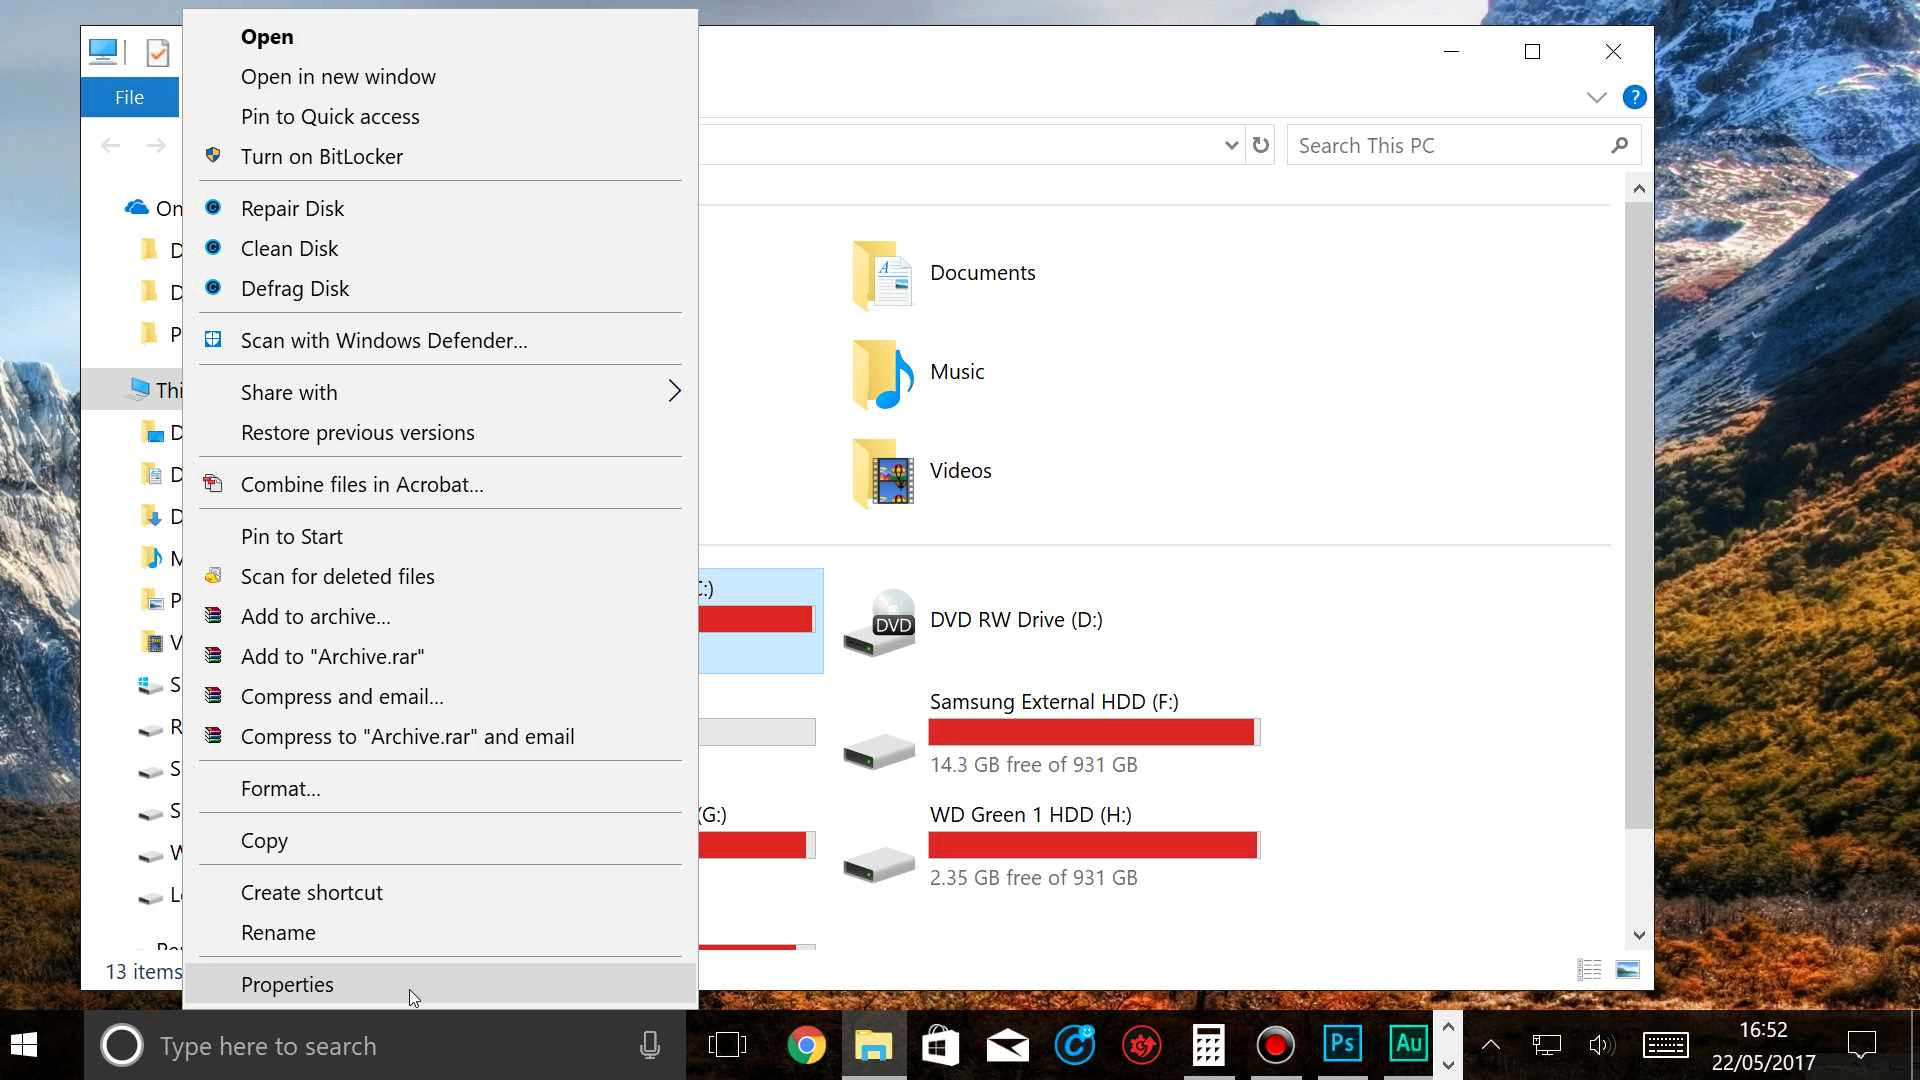 Open
Open in new window
Pin to Quick access
Turn on BitLocker
Repair Disk
Clean Disk
Defrag Disk
Scan with Windows Defender...
Share with
Restore previous versions
Combine files in Acrobat...
Pin to Start
Scan for deleted files
Add to archive...
Add to "Archive.rar"
Compress and email...
Compress to "Archive.rar" and email
Format...
Copy
Create shortcut
Rename
Properties
File
?
Search This PC
On
D
D
P
Thi
D
D
D
M
P
V
S
R
S
S
W
L
13 items
Documents
Music
Videos
:)
DVD
DVD RW Drive (D:)
Samsung External HDD (F:)
14.3 GB free of 931 GB
(G:)
WD Green 1 HDD (H:)
2.35 GB free of 931 GB
Type here to search
Ps
Au
16:52
22/05/2017